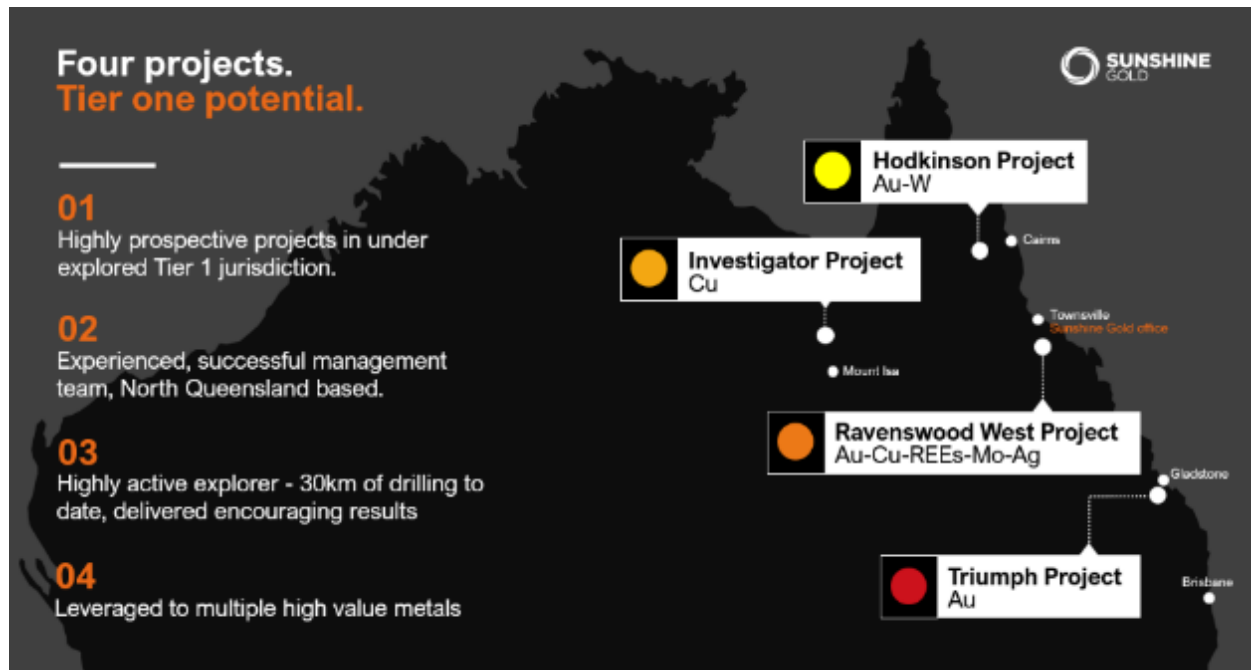 Four projects.
Tier one potential.
SUNSHINE
GOLD
01
Highly prospective projects in under
explored Tier 1 jurisdiction.
02
Experienced, successful management
team, North Queensland based.
03
Highly active explorer - 30km of drilling to
date, delivered encouraging results
04
Leveraged to multiple high value metals
Hodkinson Project
Au-W
Cairns
Investigator Project
Cu
Townsville
Sunshine Gold office
Mount Isa
Ravenswood West Project
Au-Cu-REEs-Mo-Ag
Gladstone
Triumph Project
Au
Brisbane